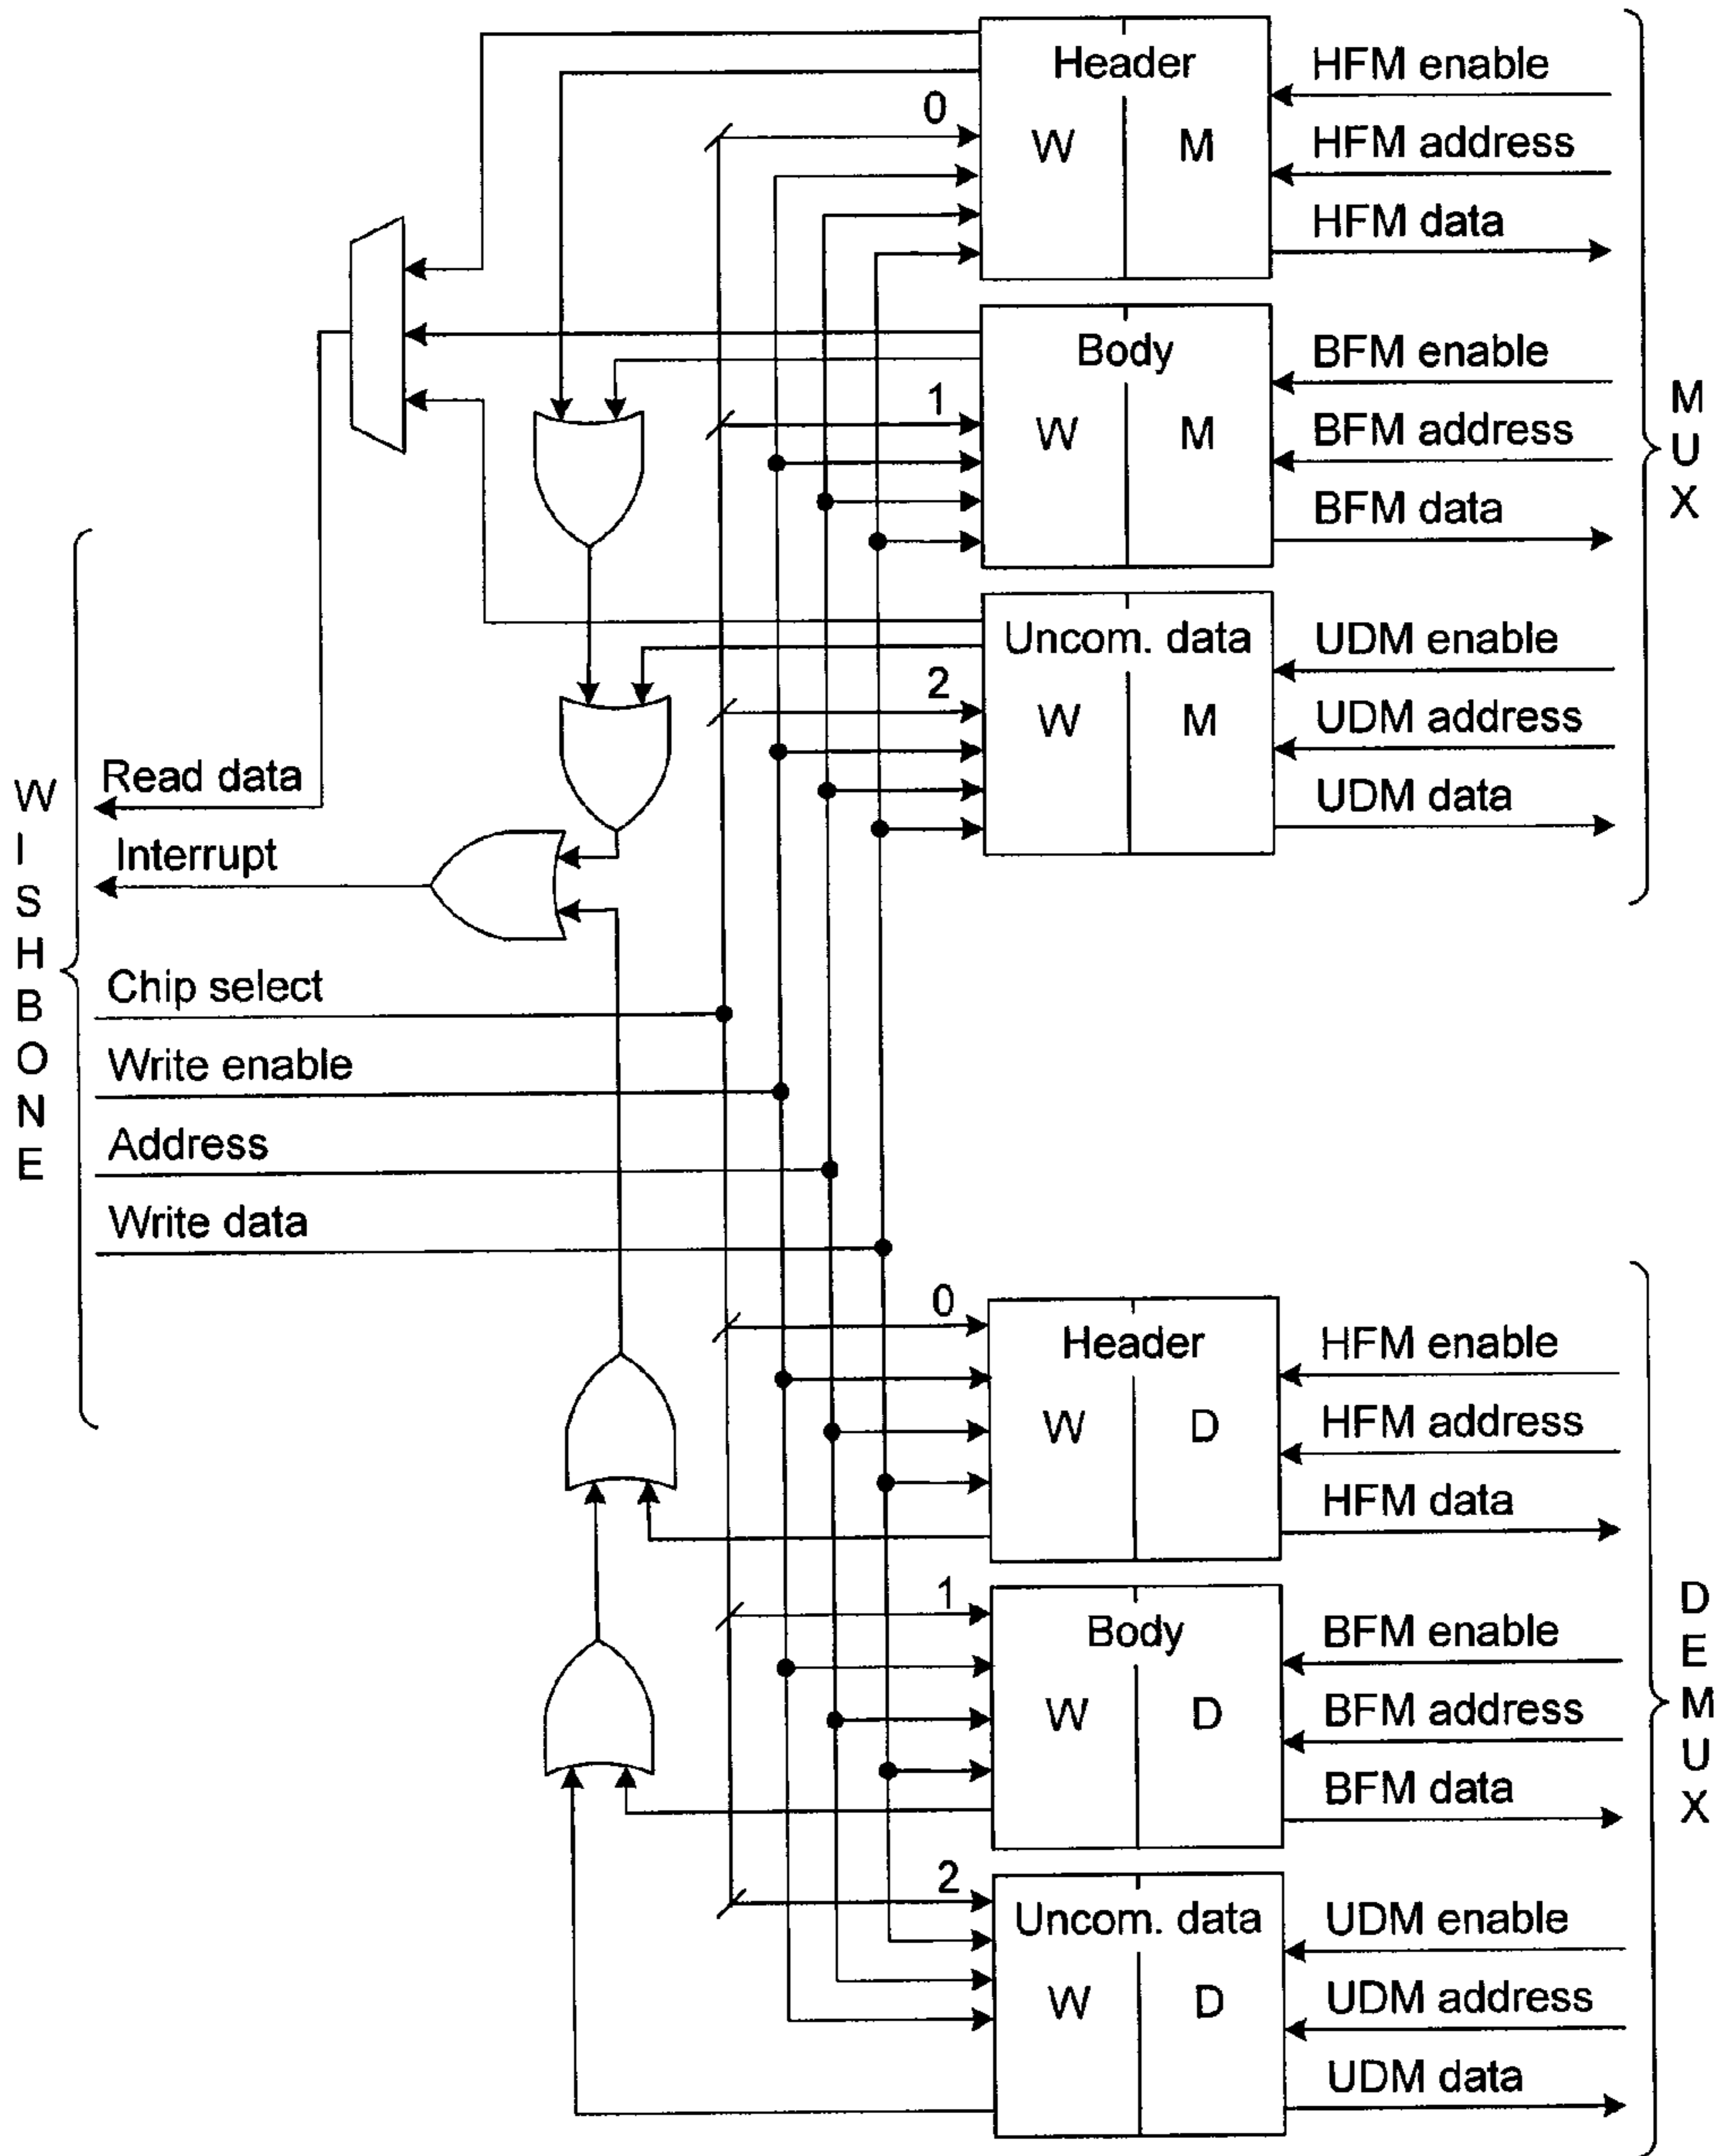 Header
W
M
0
HFM enable
HFM address
HFM data
Body
W
M
1
BFM enable
BFM address
BFM data
Uncom. data
W
M
2
UDM enable
UDM address
UDM data
MUX
WISHBONE
Read data
Interrupt
Chip select
Write enable
Address
Write data
Header
W
D
0
HFM enable
HFM address
HFM data
Body
W
D
1
BFM enable
BFM address
BFM data
Uncom. data
W
D
2
UDM enable
UDM address
UDM data
DEMUX